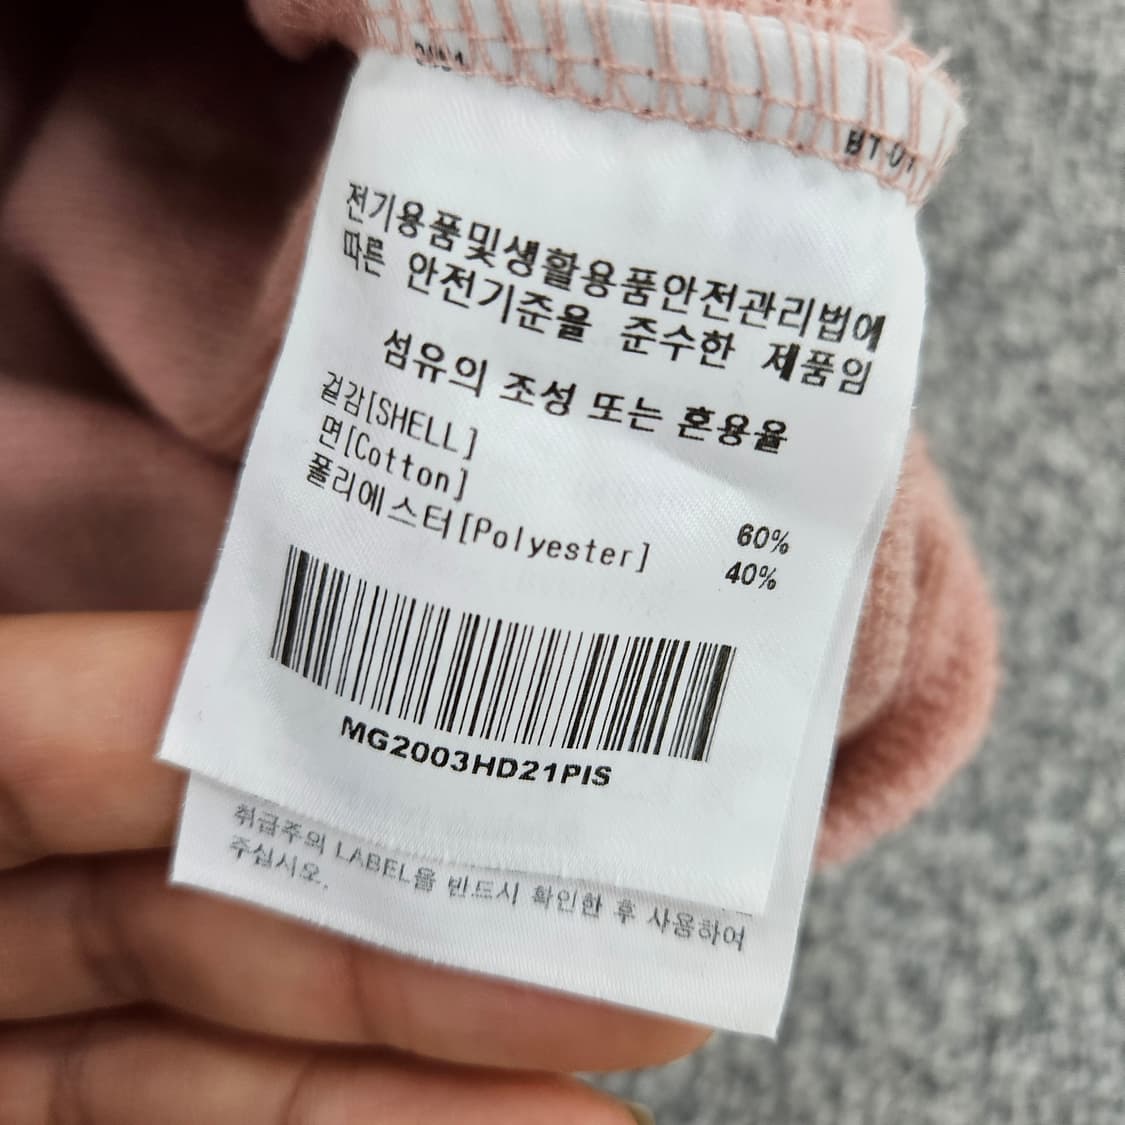 전기용품및생활용품안전관리법에
따른 안전기준을 준수한 제품임
섬유의 조성 또는 혼용율
겉감[SHELL]
면[Cotton] 60%
폴리에스터[Polyester] 40%
MG2003HD21PIS
취급주의 LABEL을 반드시 확인한 후 사용하여
주십시오.